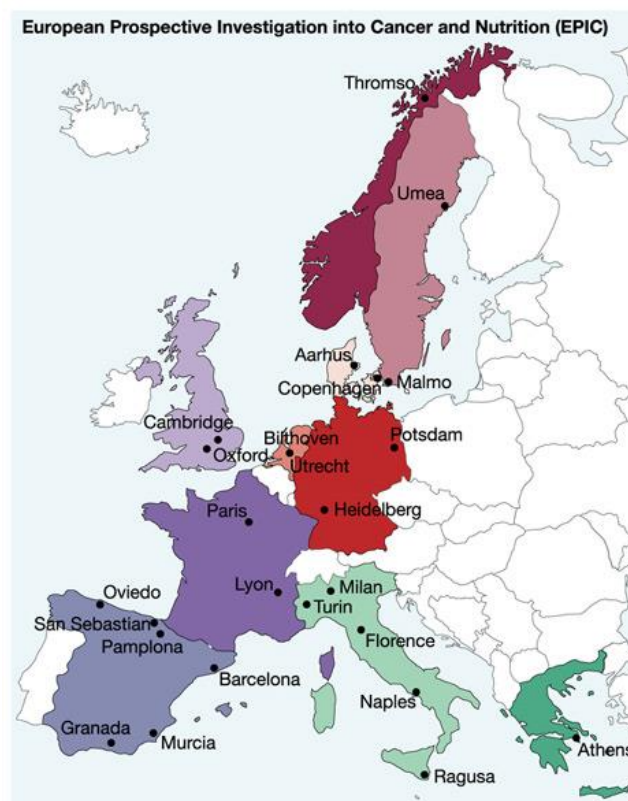 European Prospective Investigation into Cancer and Nutrition (EPIC)
Thromso
Umea
Aarhus
Copenhagen
Malmo
Cambridge
Oxford
Bilthoven
Utrecht
Potsdam
Heidelberg
Paris
Lyon
Milan
Turin
Oviedo
San Sebastian
Pamplona
Florence
Barcelona
Naples
Granada
Murcia
Athens
Ragusa